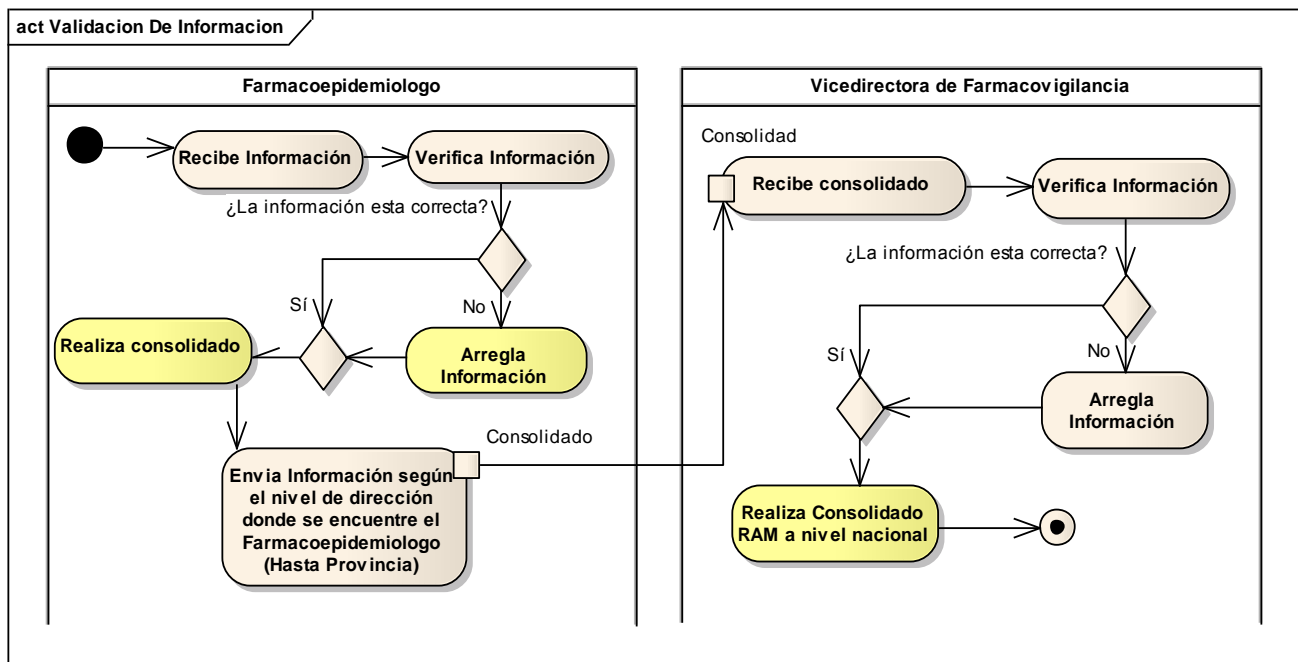 act Validacion De Informacion
Farmacoepidemiologo
Recibe Información
Verifica Información
¿La información esta correcta?
Sí
No
Realiza consolidado
Arregla
Información
Envia Información según
el nivel de dirección
donde se encuentre el
Farmacoepidemiologo
(Hasta Provincia)
Consolidado
Vicedirectora de Farmacovigilancia
Consolidad
Recibe consolidado
Verifica Información
¿La información esta correcta?
Sí
No
Arregla
Información
Realiza Consolidado
RAM a nivel nacional